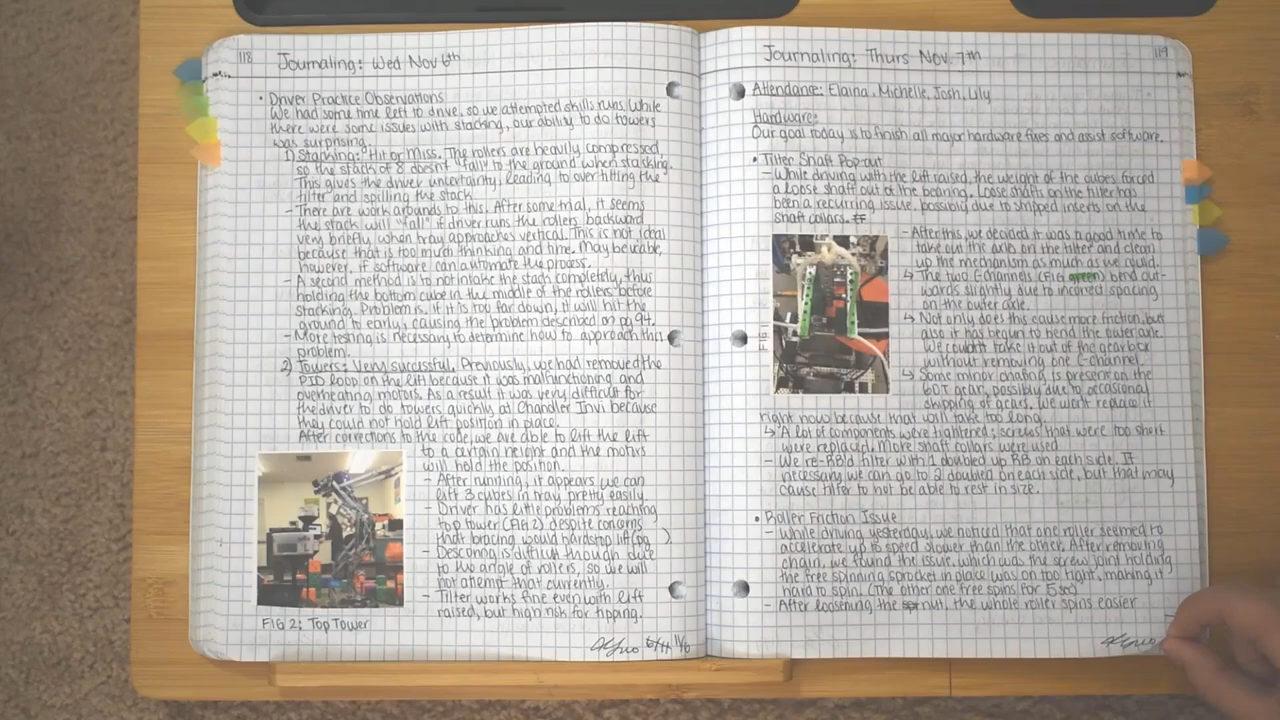 118
Journaling: Wed Nov 6th
• Driver Practice Observations
We had some time left to drive, so we attempted skills runs. While
there were some issues with stacking, our ability to do towers
was surprising.
1) Stacking: Hit or Miss. The rollers are heavily compressed,
so the stack of 8 doesn't "fall" to the ground when stacking.
This gives the driver uncertainty, leading to over tilting the
tilter and spilling the stack
- There are work arounds to this. After some trial, it seems
the stack will "fall" if driver runs the rollers backward
very briefly when tray approaches vertical. This is not ideal
because that is too much thinking and time. May be viable,
however, if software can automate the process.
- A second method is to not intake the stack completely, thus
holding the bottom cube in the middle of the rollers before
stacking. Problem is, if it is too far down, it will hit the
ground to early, causing the problem described on pg 94.
- More testing is necessary to determine how to approach this
problem.
2) Towers: Very successful. Previously, we had removed the
PID loop on the lift because it was malfunctioning and
overheating motors. As a result it was very difficult for
the driver to do towers quickly at Chandler Invi because
they could not hold lift position in place.
After corrections to the code, we are able to lift the lift
to a certain height and the motors
will hold the position.
- After running, it appears we can
lift 3 cubes in tray pretty easily.
- Driver has little problems reaching
top tower (FIG 2) despite concerns
that bracing would hardstop lift (pg ).
- Descoring is difficult though due
to the angle of rollers, so we will
not attempt that currently.
- Tilter works fine even with lift
raised, but high risk for tipping.
FIG 2: Top Tower
11/6
119
Journaling: Thurs Nov. 7th
Attendance: Elaina, Michelle, Josh, Lily
Hardware:
Our goal today is to finish all major hardware fixes and assist software.
• Tilter Shaft Pop-out
- While driving with the lift raised, the weight of the cubes forced
a loose shaft out of the bearing. Loose shafts on the tilter has
been a recurring issue, possibly due to stripped inserts on the
shaft collars.
FIG 1
- After this, we decided it was a good time to
take out the axles on the tilter and clean
up the mechanism as much as we could.
↳ The two C-channels (FIG 1 green) bend out-
wards slightly due to incorrect spacing
on the outer axle.
↳ Not only does this cause more friction, but
also it has begun to bend the outer axle.
We couldn't take it out of the gearbox
without removing one C-channel.
↳ Some minor chafing is present on the
60T gear, possibly due to occasional
skipping of gears. We won't replace it
right now because that will take too long.
↳ A lot of components were tightened; screws that were too short
were replaced. More shaft collars were used
- We re-RB'd tilter with 1 doubled up RB on each side. If
necessary we can go to 2 doubled on each side, but that may
cause tilter to not be able to rest in size.
• Roller Friction Issue
- While driving yesterday, we noticed that one roller seemed to
accelerate up to speed slower than the other. After removing
chain, we found the issue, which was the screw joint holding
the free spinning sprocket in place was on too tight, making it
hard to spin. (The other one free spins for 5 sec)
- After loosening the nut, the whole roller spins easier